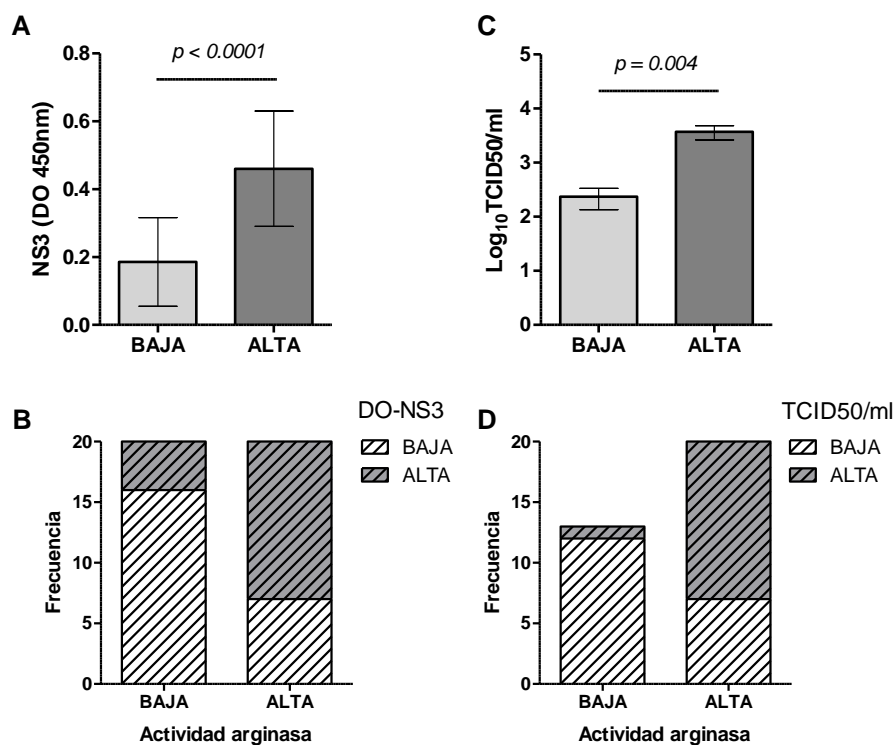 A
p < 0.0001
NS3 (DO 450nm)
0.8
0.6
0.4
0.2
0.0
BAJA ALTA
C
p = 0.004
Log10TCID50/ml
5
4
3
2
1
0
BAJA ALTA
B
DO-NS3
BAJA
ALTA
Frecuencia
20
15
10
5
0
BAJA ALTA
Actividad arginasa
D
TCID50/ml
BAJA
ALTA
Frecuencia
20
15
10
5
0
BAJA ALTA
Actividad arginasa